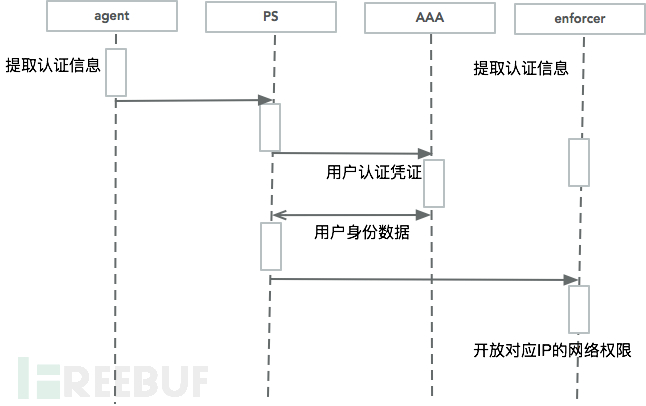 agent
PS
AAA
enforcer
提取认证信息
提取认证信息
用户认证凭证
用户身份数据
开放对应IP的网络权限
FREEBUF